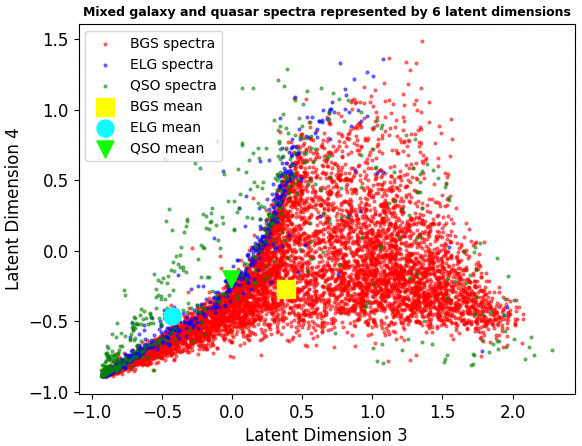 Mixed galaxy and quasar spectra represented by 6 latent dimensions
BGS spectra
ELG spectra
QSO spectra
BGS mean
ELG mean
QSO mean
Latent Dimension 4
1.5
1.0
0.5
0.0
−0.5
−1.0
−1.0 −0.5 0.0 0.5 1.0 1.5 2.0
Latent Dimension 3